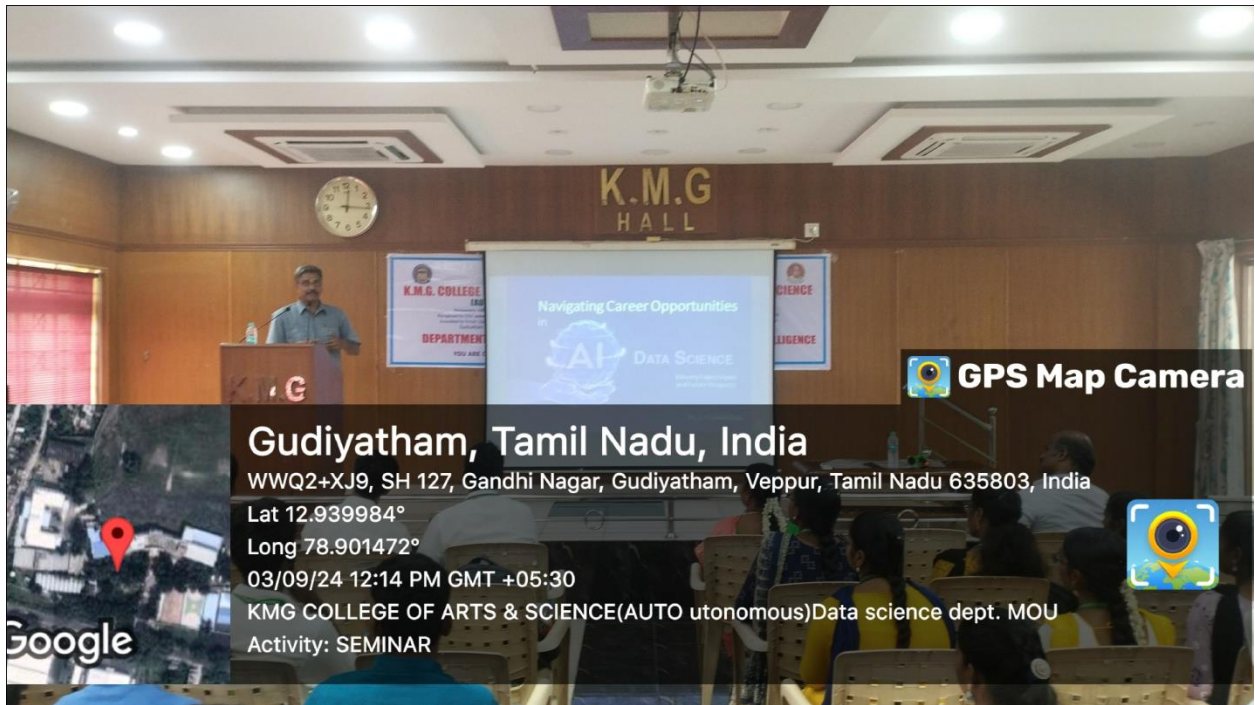 K.M.G
HALL
K.M.G. COLLEGE
SCIENCE
DEPARTMENT
LLIGENCE
YOU ARE
Navigating Career Opportunities
in
AI DATA SCIENCE
K.M.G
GPS Map Camera
Gudiyatham, Tamil Nadu, India
WWQ2+XJ9, SH 127, Gandhi Nagar, Gudiyatham, Veppur, Tamil Nadu 635803, India
Lat 12.939984°
Long 78.901472°
03/09/24 12:14 PM GMT +05:30
KMG COLLEGE OF ARTS & SCIENCE(AUTO utonomous)Data science dept. MOU
Activity: SEMINAR
Google